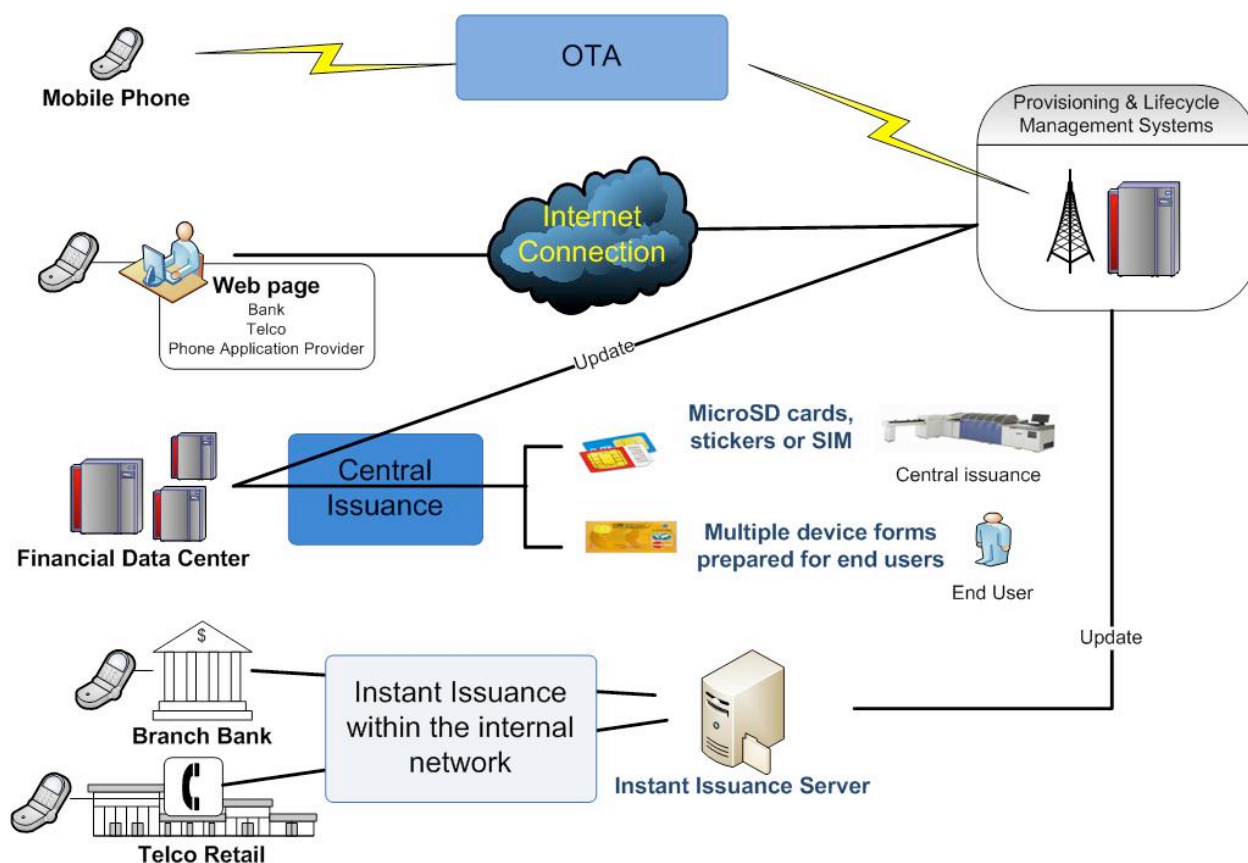 OTA
Mobile Phone
Provisioning & Lifecycle
Management Systems
Internet
Connection
Web page
Bank
Telco
Phone Application Provider
Update
MicroSD cards,
stickers or SIM
Central
Issuance
Central issuance
Financial Data Center
Multiple device forms
prepared for end users
End User
$
Update
Instant Issuance
within the internal
network
Branch Bank
Instant Issuance Server
Telco Retail